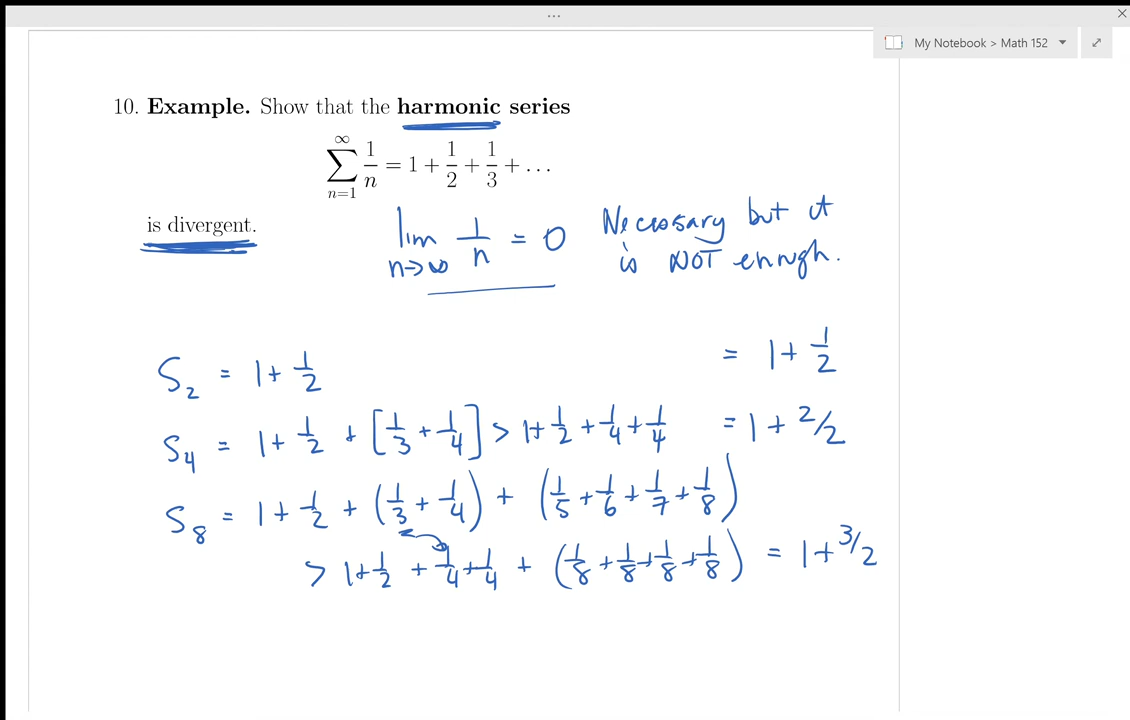 ...
My Notebook > Math 152
10. Example. Show that the harmonic series
∞
∑ 1/n = 1 + 1/2 + 1/3 + ...
n=1
is divergent.
lim 1/n = 0
n→∞
Necessary but it
is NOT enough.
S₂ = 1 + 1/2 = 1 + 1/2
S₄ = 1 + 1/2 + [1/3 + 1/4] > 1 + 1/2 + 1/4 + 1/4 = 1 + 2/2
S₈ = 1 + 1/2 + (1/3 + 1/4) + (1/5 + 1/6 + 1/7 + 1/8)
> 1 + 1/2 + 1/4 + 1/4 + (1/8 + 1/8 + 1/8 + 1/8) = 1 + 3/2